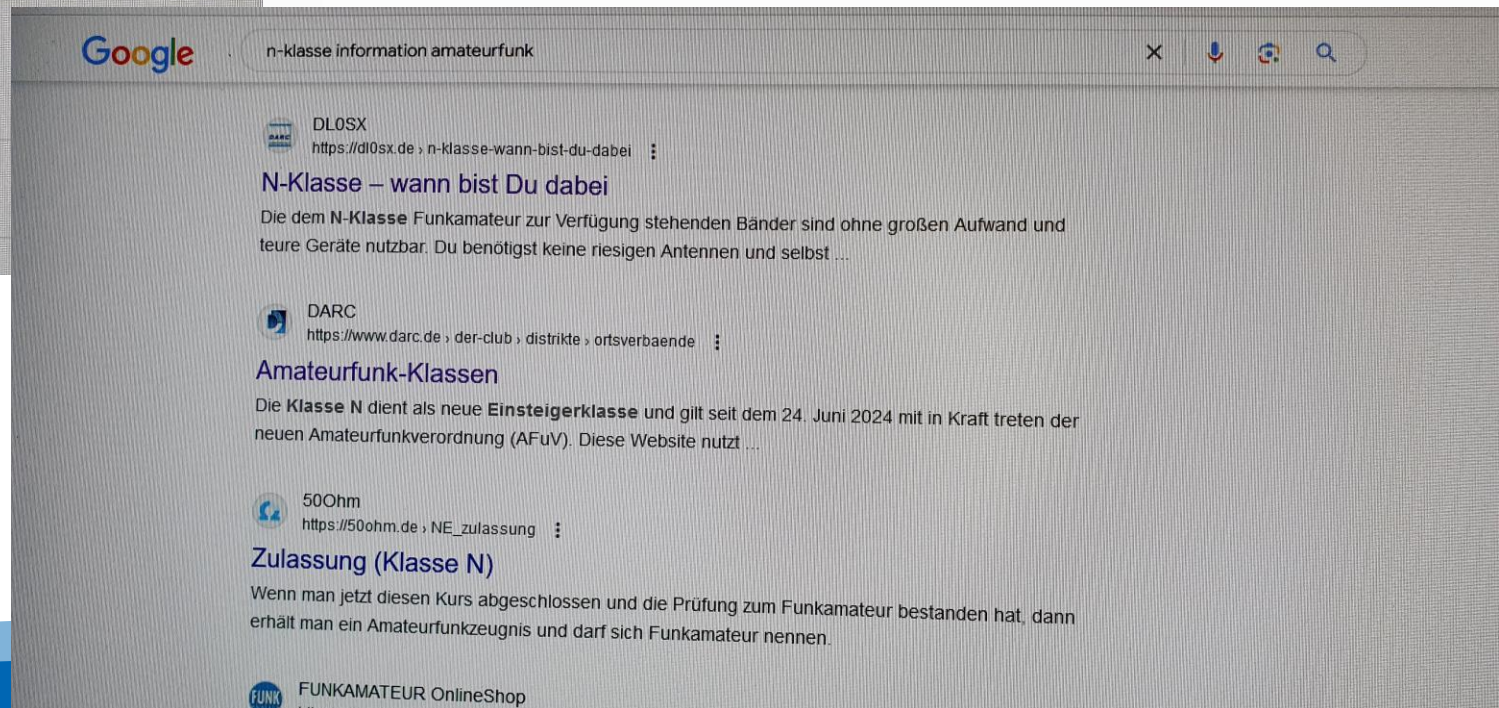 Google
n-klasse information amateurfunk
DL0SX
https://dl0sx.de › n-klasse-wann-bist-du-dabei
N-Klasse – wann bist Du dabei
Die dem N-Klasse Funkamateur zur Verfügung stehenden Bänder sind ohne großen Aufwand und
teure Geräte nutzbar. Du benötigst keine riesigen Antennen und selbst ...
DARC
DARC
https://www.darc.de › der-club › distrikte › ortsverbaende
Amateurfunk-Klassen
Die Klasse N dient als neue Einsteigerklasse und gilt seit dem 24. Juni 2024 mit in Kraft treten der
neuen Amateurfunkverordnung (AFuV). Diese Website nutzt ...
50Ohm
https://50ohm.de › NE_zulassung
Zulassung (Klasse N)
Wenn man jetzt diesen Kurs abgeschlossen und die Prüfung zum Funkamateur bestanden hat, dann
erhält man ein Amateurfunkzeugnis und darf sich Funkamateur nennen.
FUNK
FUNKAMATEUR OnlineShop